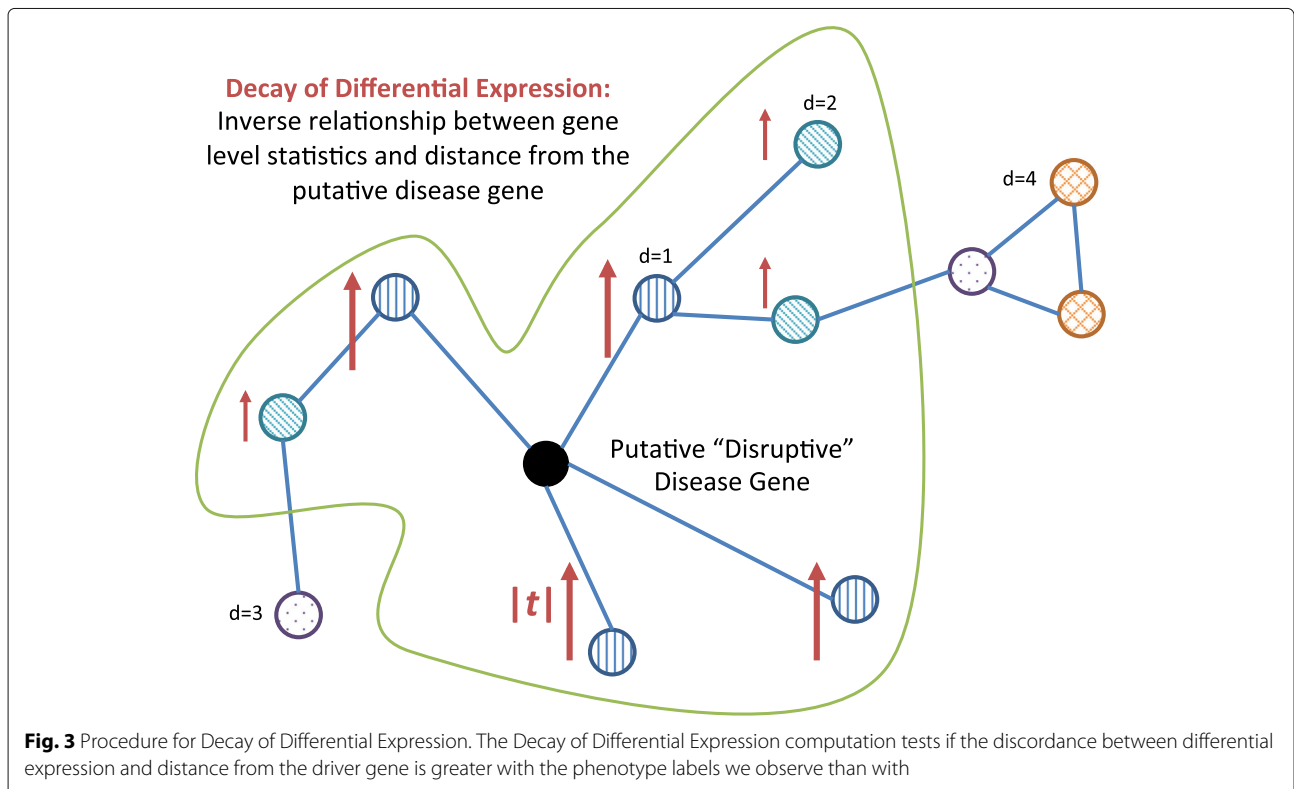 Decay of Differential Expression:
Inverse relationship between gene
level statistics and distance from the
putative disease gene
d=2
d=4
d=1
Putative “Disruptive”
Disease Gene
|t|
d=3
Fig. 3 Procedure for Decay of Differential Expression. The Decay of Differential Expression computation tests if the discordance between differential
expression and distance from the driver gene is greater with the phenotype labels we observe than with